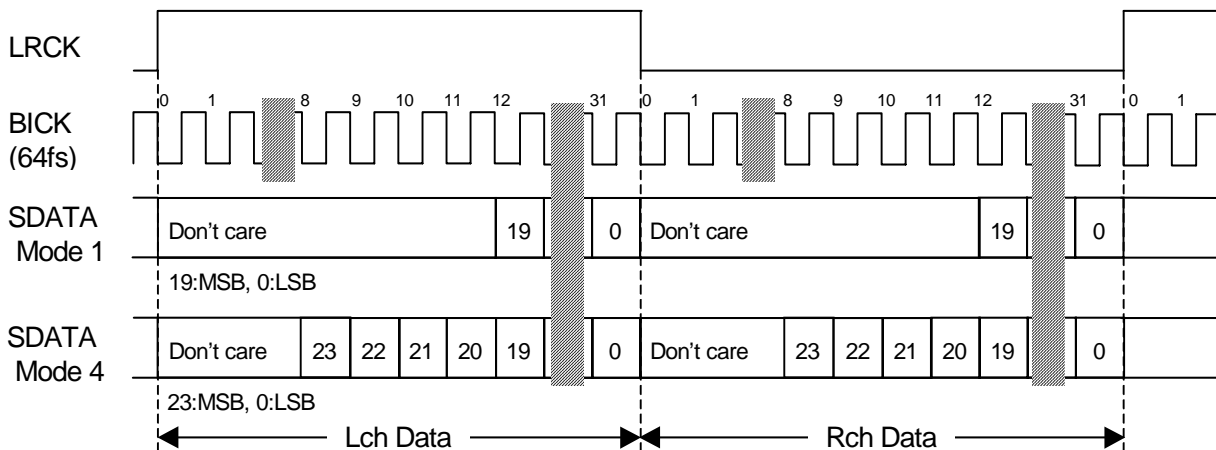 LRCK
0 1 8 9 10 11 12 31 0 1 8 9 10 11 12 31 0 1
BICK
(64fs)
SDATA
Mode 1
Don't care 19 0 Don't care 19 0
19:MSB, 0:LSB
SDATA
Mode 4
Don't care 23 22 21 20 19 0 Don't care 23 22 21 20 19 0
23:MSB, 0:LSB
Lch Data Rch Data